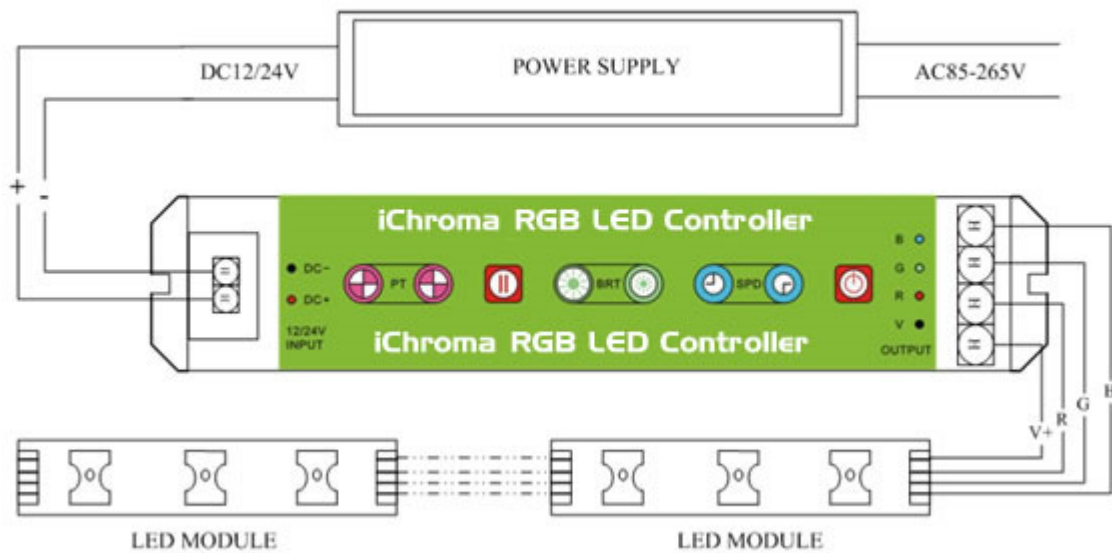 DC12/24V
POWER SUPPLY
AC85-265V
+
-
iChroma RGB LED Controller
B
DC-
G
PT
BRT
SPD
DC+
R
V
12/24V
INPUT
iChroma RGB LED Controller
OUTPUT
V+
R
G
LED MODULE
LED MODULE